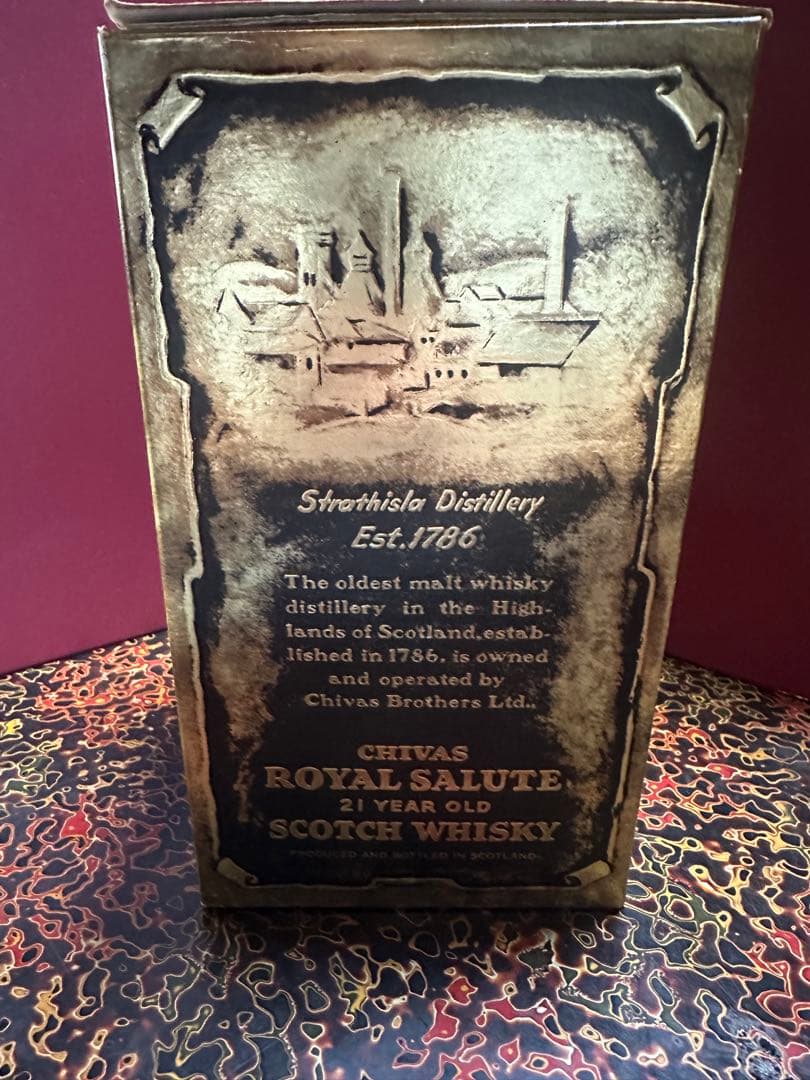 Strathisla Distillery
Est.1786
The oldest malt whisky
distillery in the High-
lands of Scotland, estab-
lished in 1786, is owned
and operated by
Chivas Brothers Ltd.,
CHIVAS
ROYAL SALUTE
21 YEAR OLD
SCOTCH WHISKY
PRODUCED AND BOTTLED IN SCOTLAND